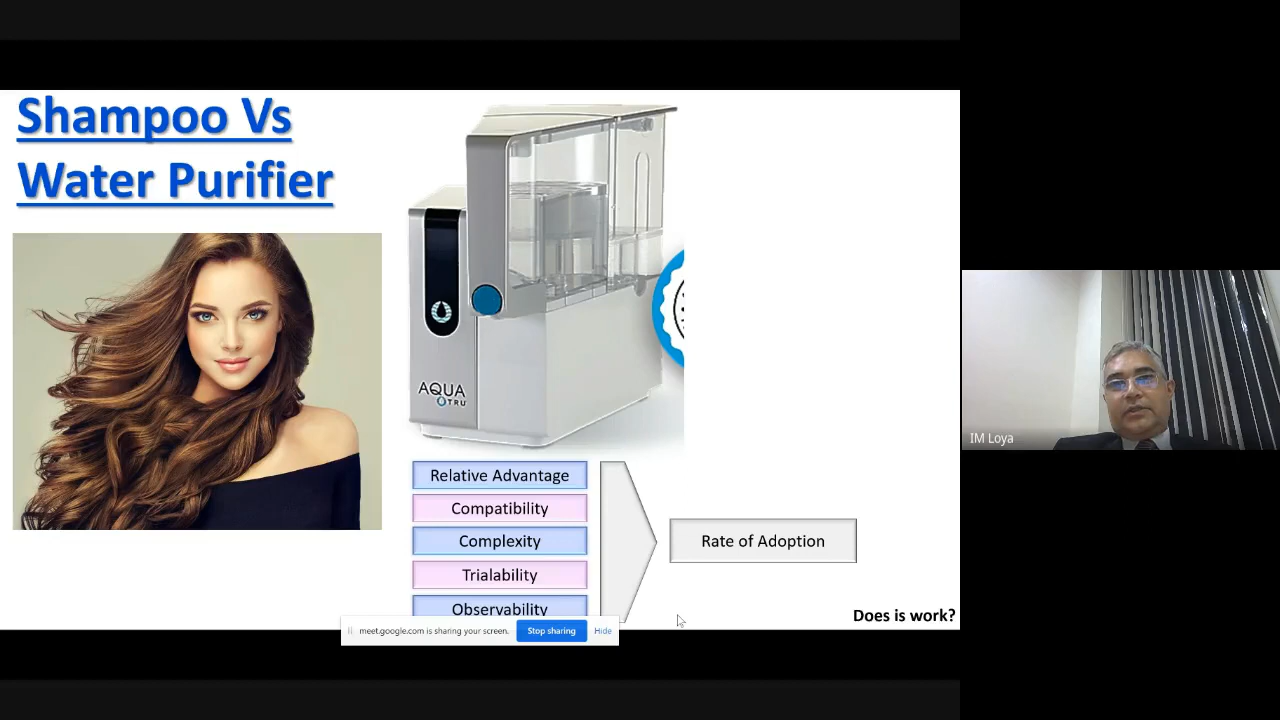 Shampoo Vs
Water Purifier
AQUA
TRU
Relative Advantage
Compatibility
Complexity
Trialability
Observability
Rate of Adoption
Does is work?
meet.google.com is sharing your screen.
Stop sharing
Hide
IM Loya